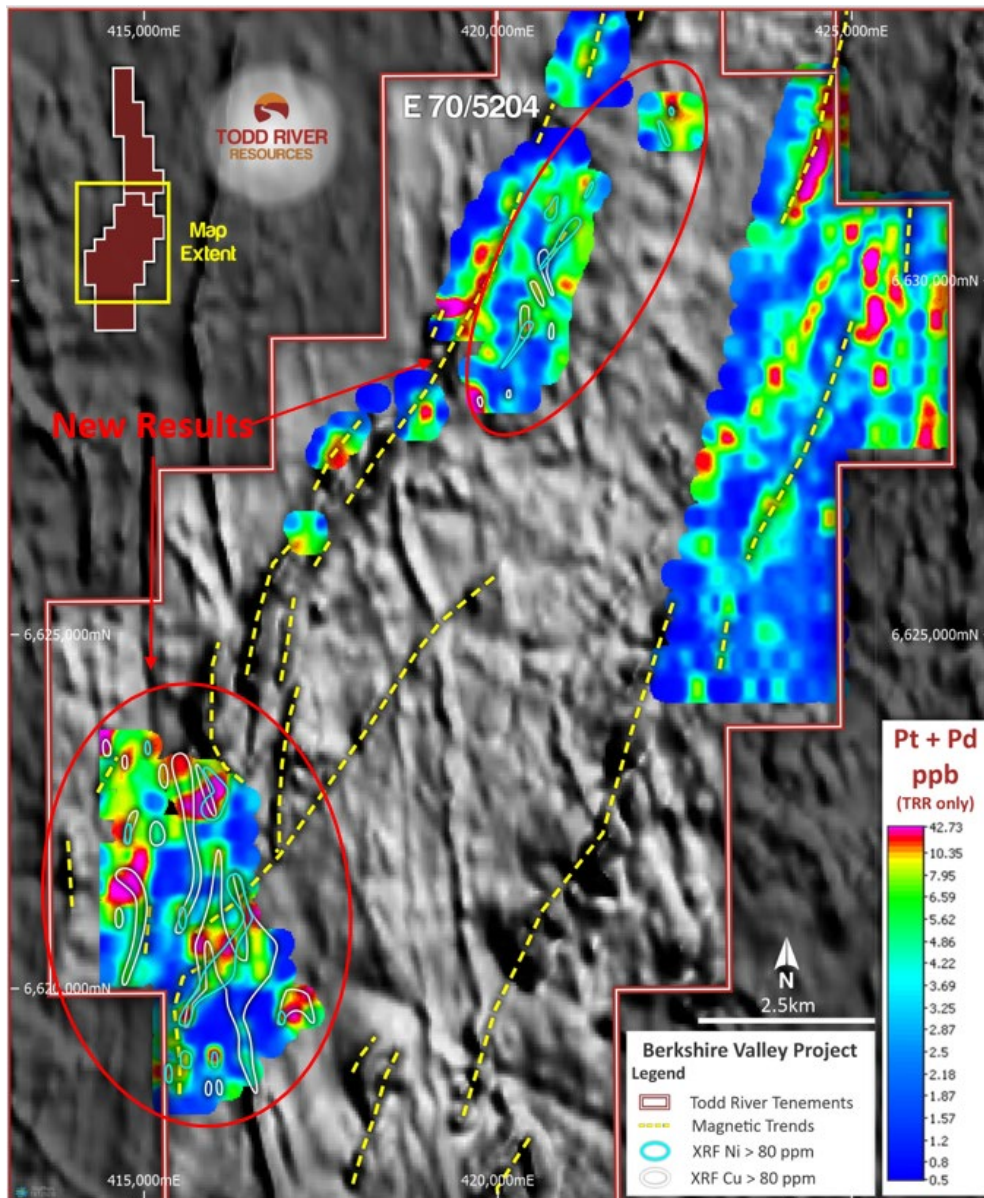 415,000mE
420,000mE
425,000mE
E 70/5204
TODD RIVER
RESOURCES
Map
Extent
6,630,000mN
New Results
6,625,000mN
6,625,000mN
Pt + Pd
ppb
(TRR only)
42.73
10.35
7.95
6.59
5.62
4.86
4.22
3.7
3.25
2.87
2.5
2.18
1.87
1.57
1.2
0.8
0.5
6,620,000mN
N
2.5km
Berkshire Valley Project
Legend
Todd River Tenements
Magnetic Trends
XRF Ni > 80 ppm
XRF Cu > 80 ppm
415,000mE
420,000mE